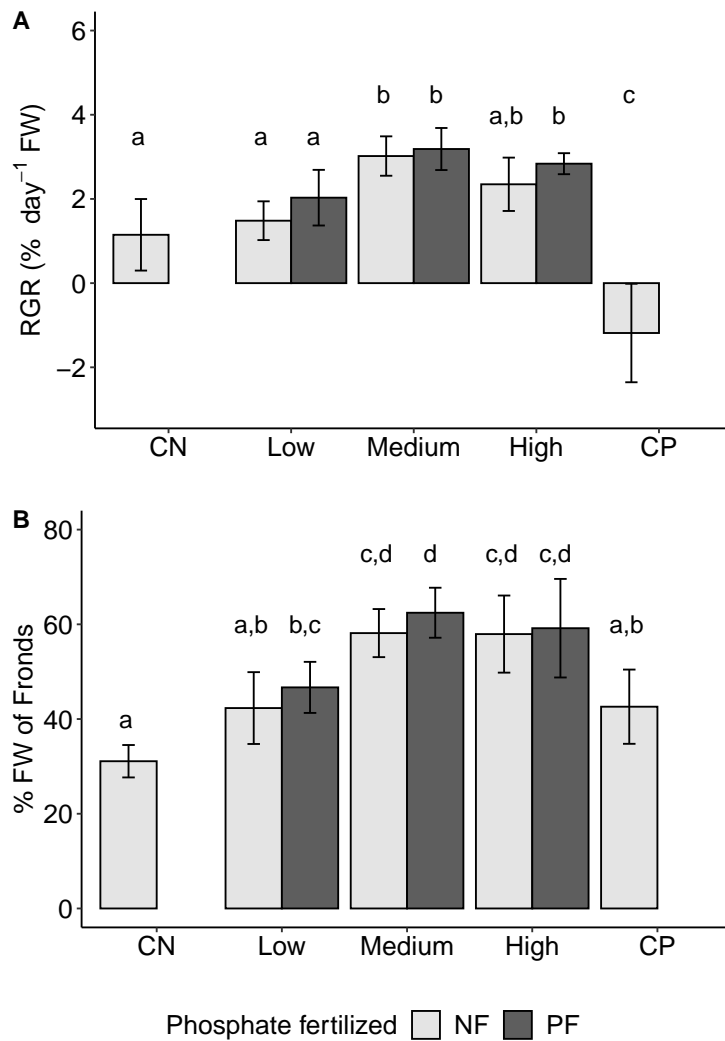 A
RGR (% day⁻¹ FW)
6
4
2
0
−2
a
a
a
b
b
a,b
b
c
CN
Low
Medium
High
CP
B
% FW of Fronds
80
60
40
20
0
a
a,b
b,c
c,d
d
c,d
c,d
a,b
CN
Low
Medium
High
CP
Phosphate fertilized NF PF